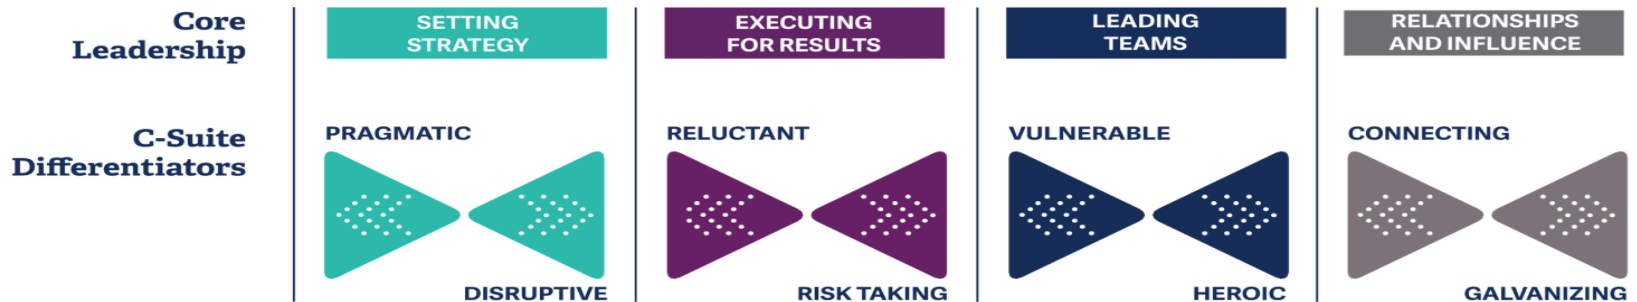 Core
Leadership
SETTING
STRATEGY
EXECUTING
FOR RESULTS
LEADING
TEAMS
RELATIONSHIPS
AND INFLUENCE
C-Suite
Differentiators
PRAGMATIC
DISRUPTIVE
RELUCTANT
RISK TAKING
VULNERABLE
HEROIC
CONNECTING
GALVANIZING